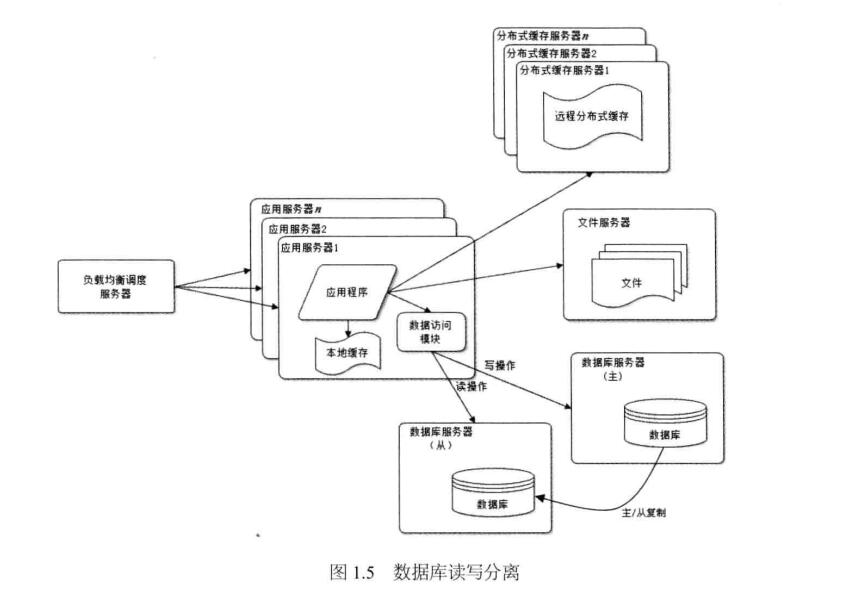 分布式缓存服务器n
分布式缓存服务器2
分布式缓存服务器1
远程分布式缓存
应用服务器n
应用服务器2
应用服务器1
文件服务器
文件
负载均衡调度
服务器
应用程序
数据访问
模块
本地缓存
写操作
读操作
数据库服务器
(主)
数据库
数据库服务器
(从)
数据库
主/从复制
图 1.5 数据库读写分离